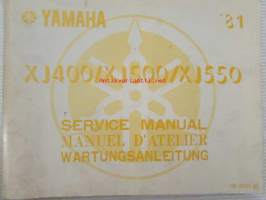 YAMAHA '81
XJ400/XJ500/XJ550
SERVICE MANUAL
MANUEL D'ATELIER
WARTUNGSANLEITUNG